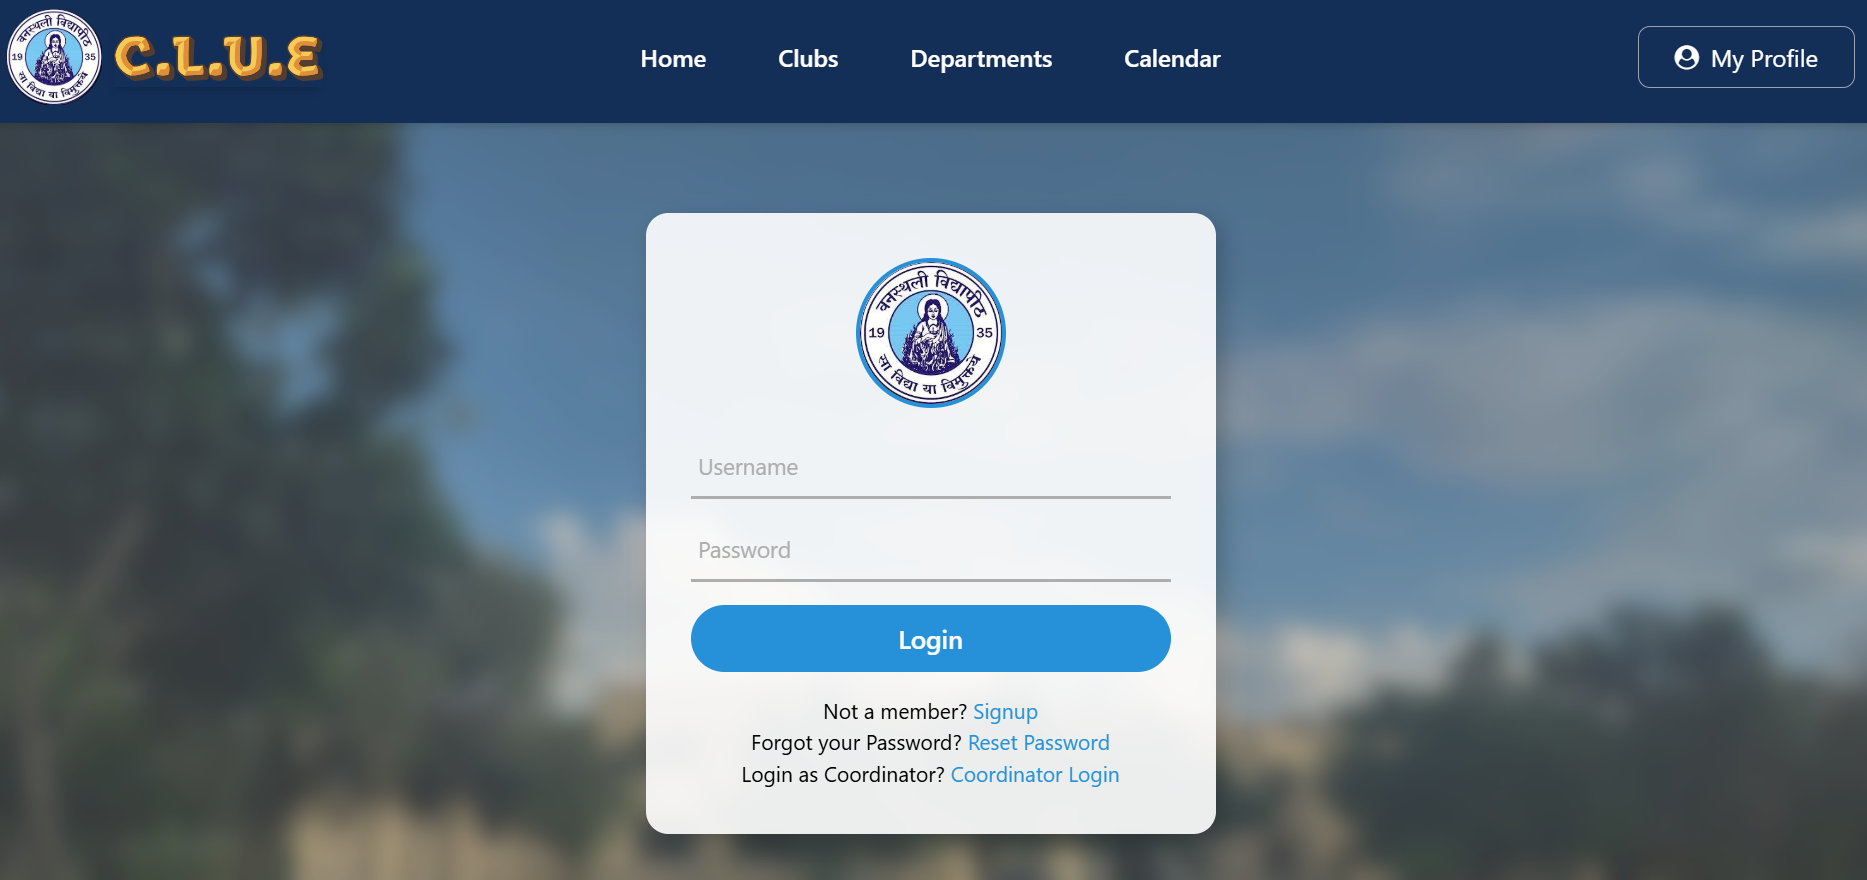 वनस्थली विद्यापीठ
19 35
सा विद्या या विमुक्तये
C.L.U.E
Home
Clubs
Departments
Calendar
My Profile
वनस्थली विद्यापीठ
19 35
सा विद्या या विमुक्तये
Username
Password
Login
Not a member? Signup
Forgot your Password? Reset Password
Login as Coordinator? Coordinator Login